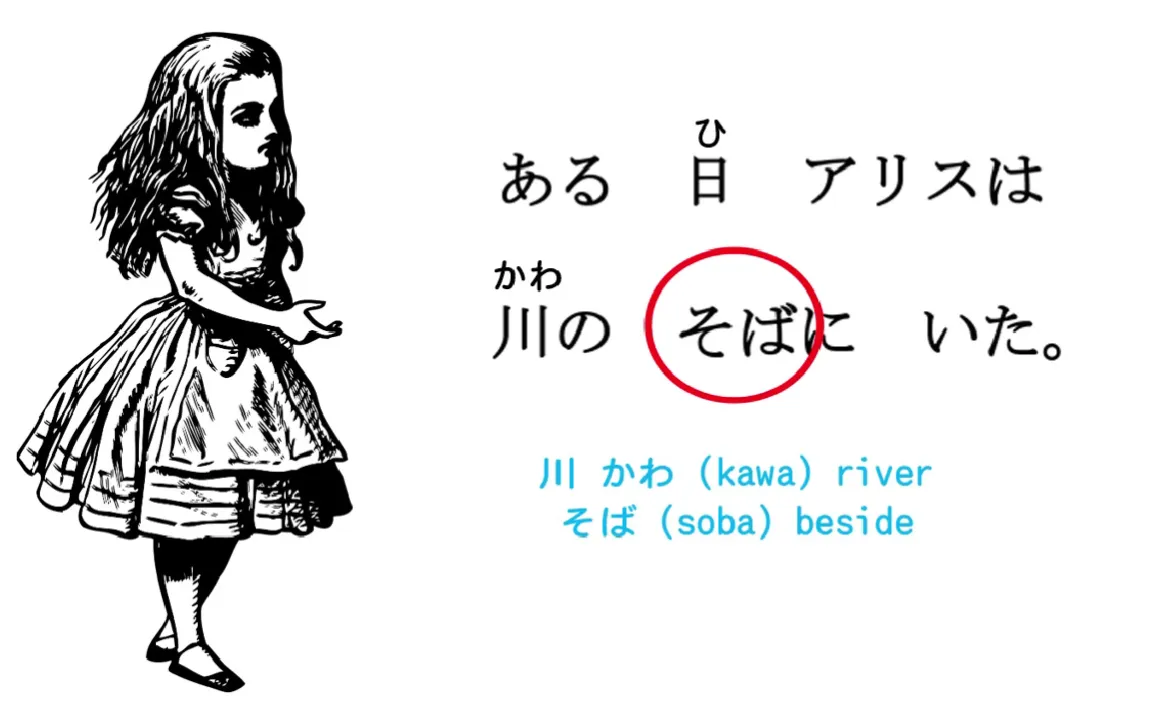 ひ
ある 日 アリスは
かわ
川の そばに いた。
川 かわ (kawa) river
そば (soba) beside